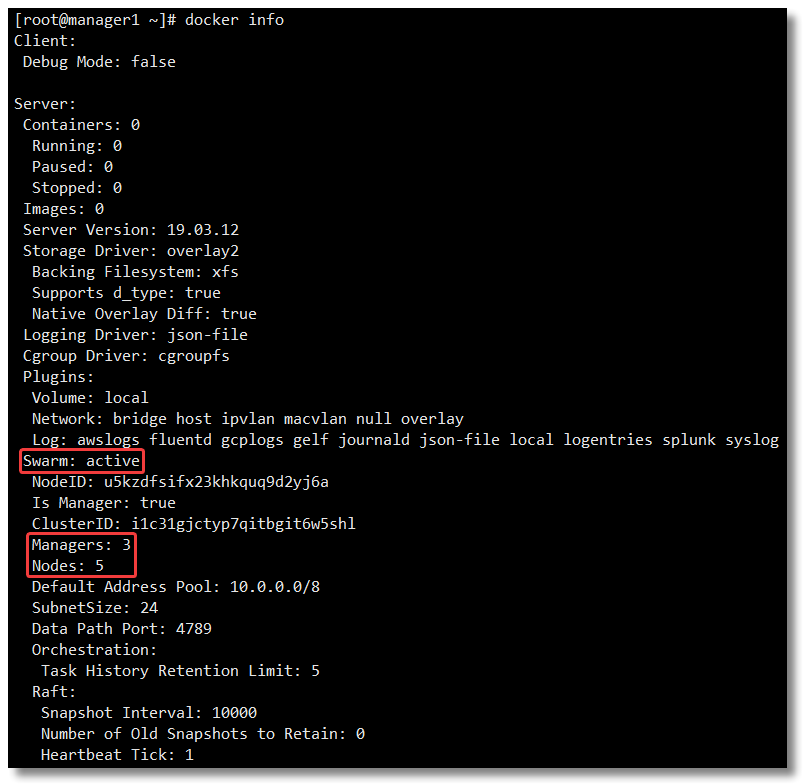 [root@manager1 ~]# docker info
Client:
 Debug Mode: false

Server:
 Containers: 0
  Running: 0
  Paused: 0
  Stopped: 0
 Images: 0
 Server Version: 19.03.12
 Storage Driver: overlay2
  Backing Filesystem: xfs
  Supports d_type: true
  Native Overlay Diff: true
 Logging Driver: json-file
 Cgroup Driver: cgroupfs
 Plugins:
  Volume: local
  Network: bridge host ipvlan macvlan null overlay
  Log: awslogs fluentd gcplogs gelf journald json-file local logentries splunk syslog
 Swarm: active
  NodeID: u5kzdfsifx23khkquq9d2yj6a
  Is Manager: true
  ClusterID: i1c31gjctyp7qitbgit6w5shl
  Managers: 3
  Nodes: 5
  Default Address Pool: 10.0.0.0/8
  SubnetSize: 24
  Data Path Port: 4789
  Orchestration:
   Task History Retention Limit: 5
  Raft:
   Snapshot Interval: 10000
   Number of Old Snapshots to Retain: 0
   Heartbeat Tick: 1